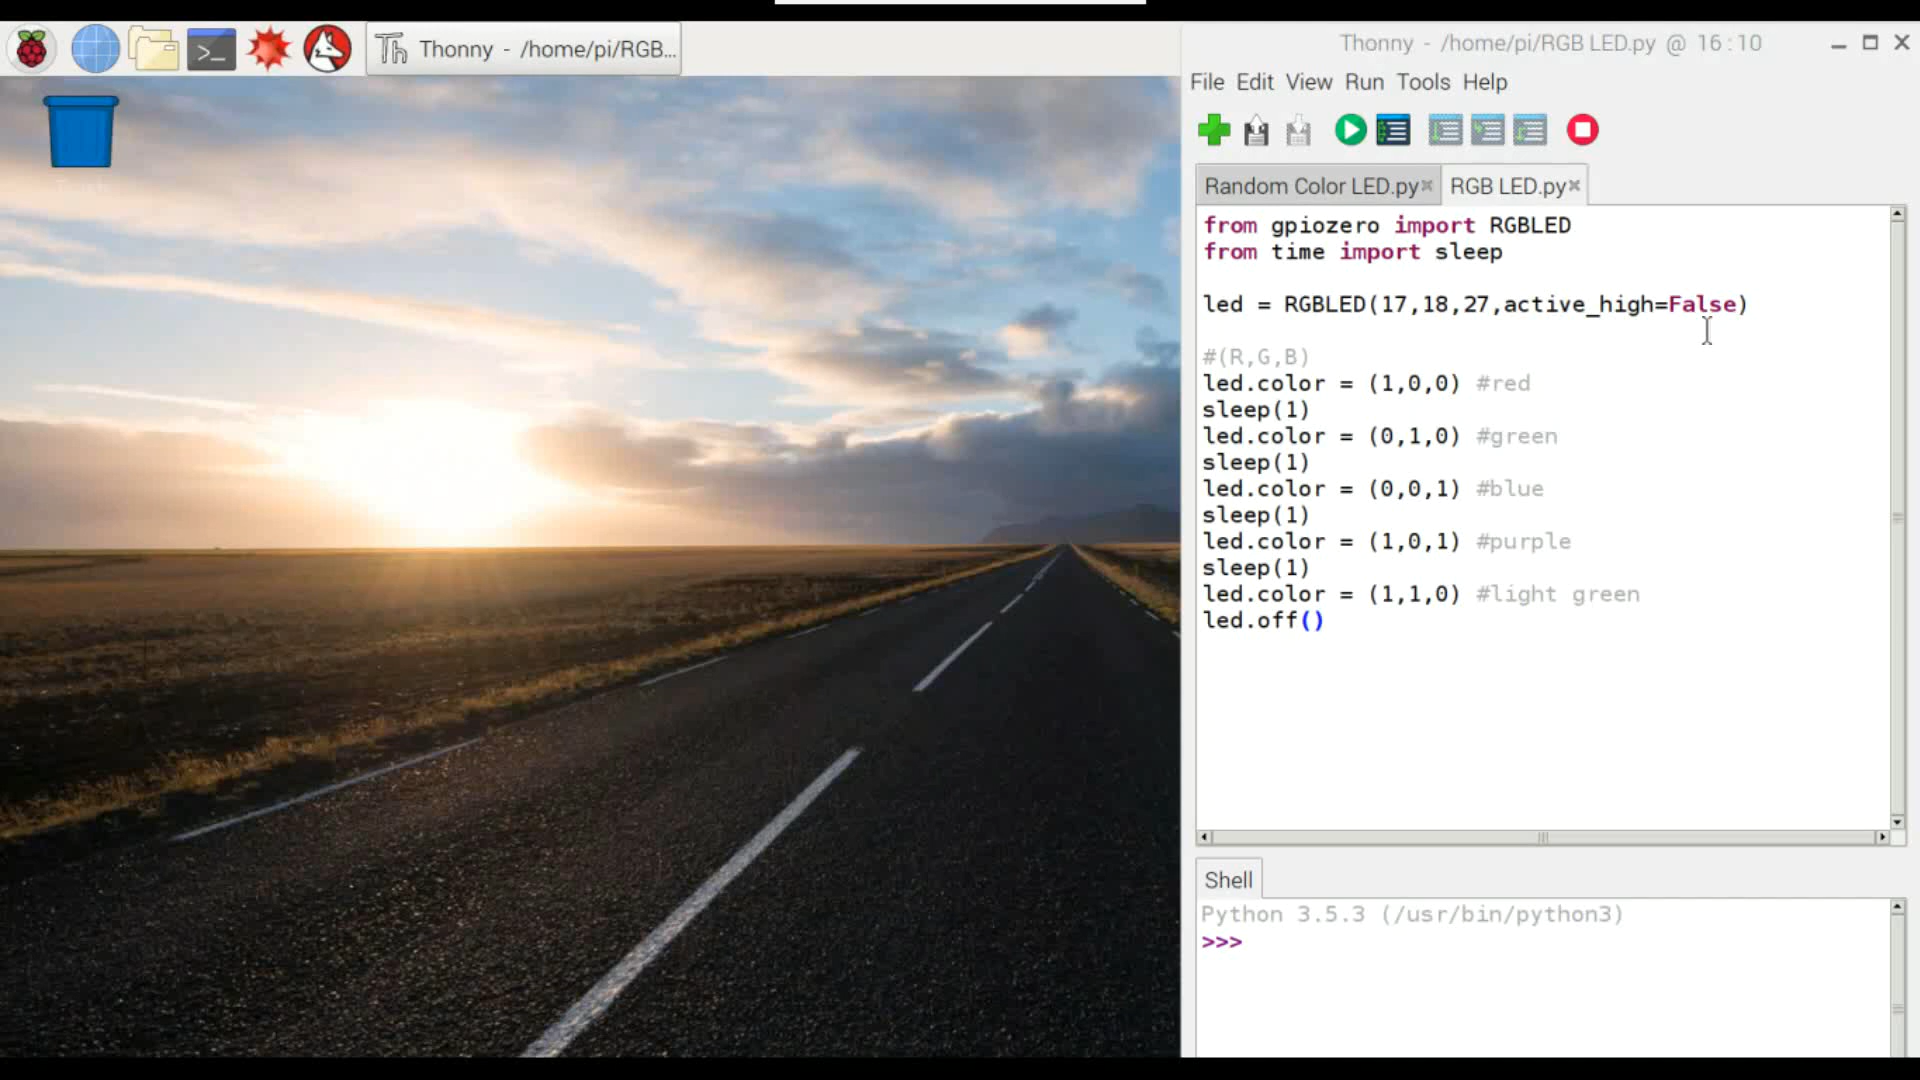 Thonny - /home/pi/RGB...
Thonny - /home/pi/RGB LED.py @ 16:10
File Edit View Run Tools Help
Random Color LED.py
RGB LED.py
from gpiozero import RGBLED
from time import sleep
led = RGBLED(17,18,27,active_high=False)
#(R,G,B)
led.color = (1,0,0) #red
sleep(1)
led.color = (0,1,0) #green
sleep(1)
led.color = (0,0,1) #blue
sleep(1)
led.color = (1,0,1) #purple
sleep(1)
led.color = (1,1,0) #light green
led.off()
Shell
Python 3.5.3 (/usr/bin/python3)
>>>